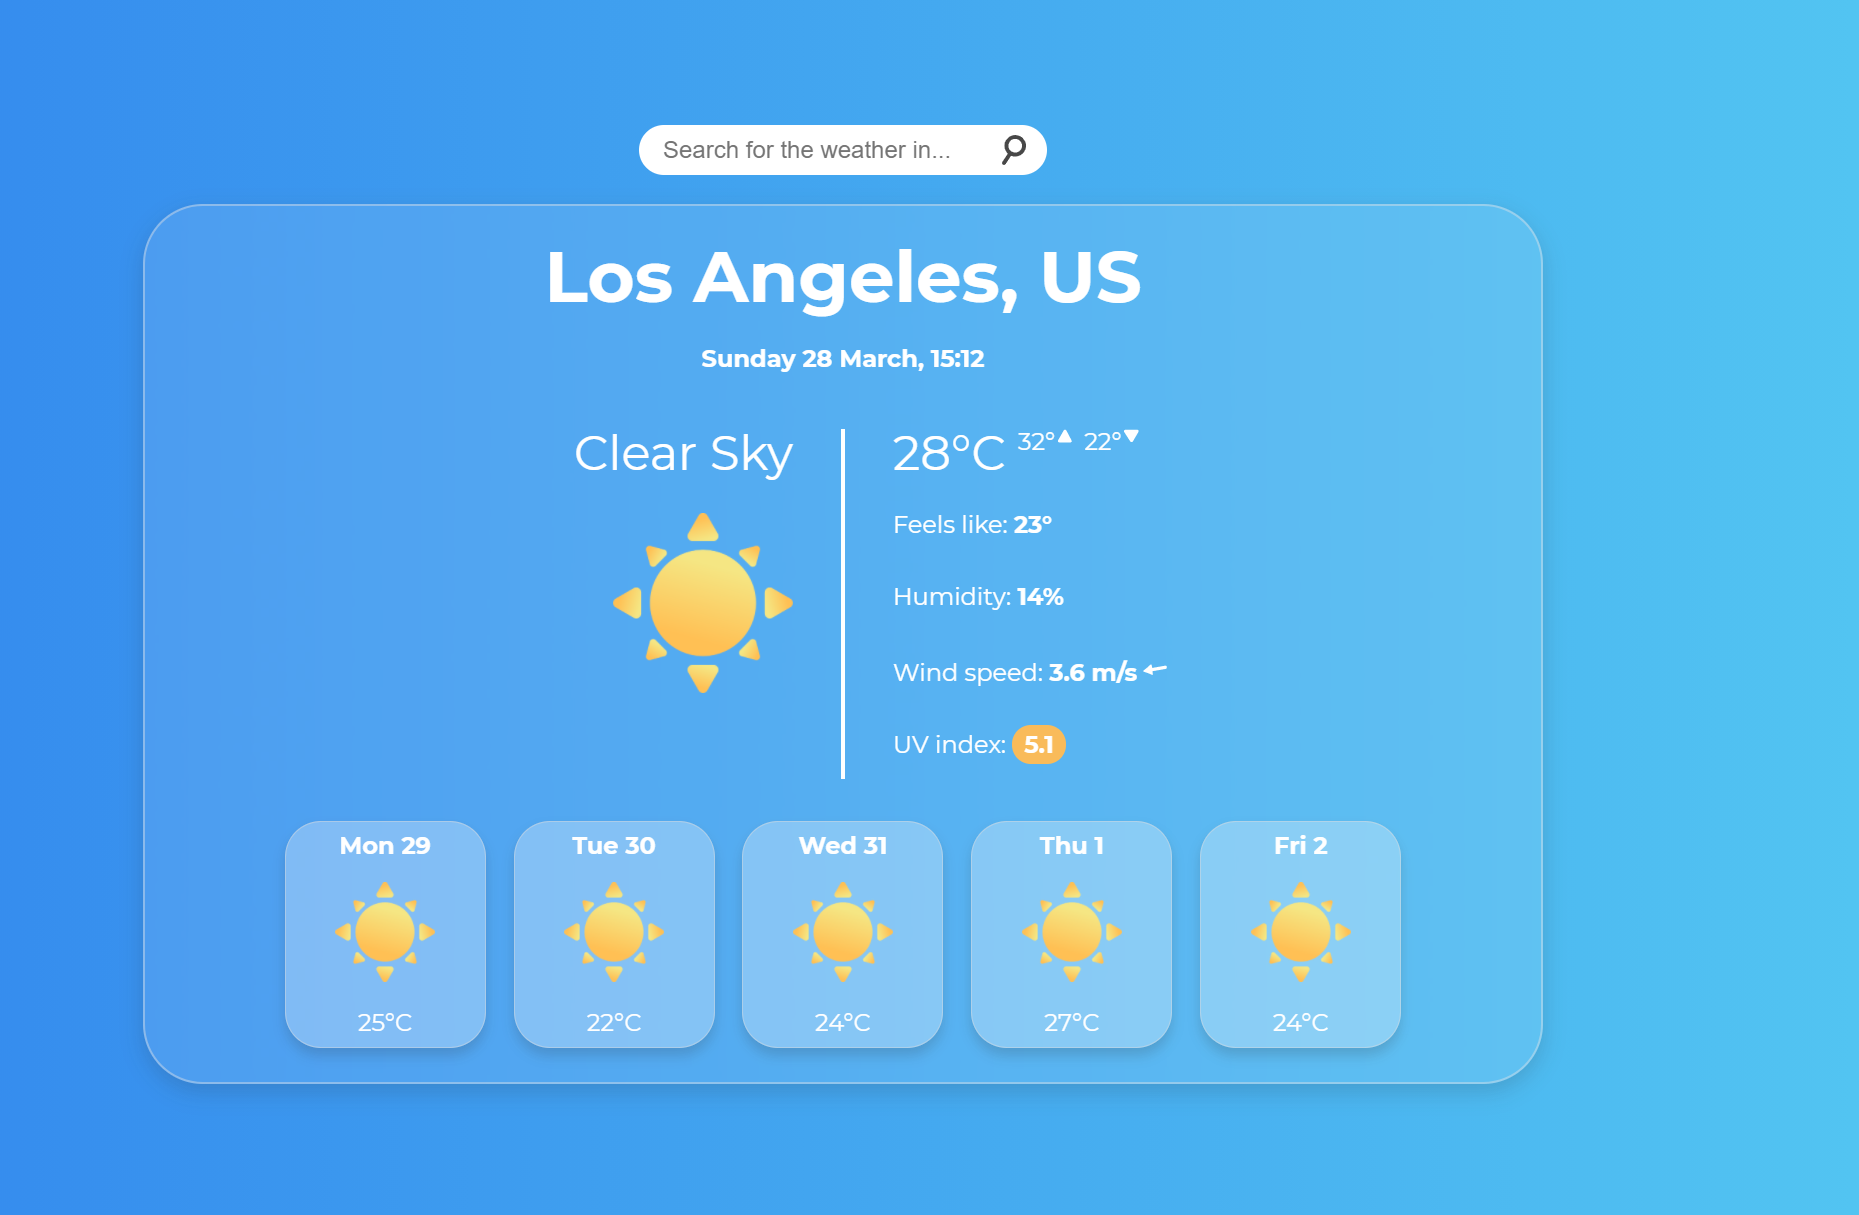 Search for the weather in...
Los Angeles, US
Sunday 28 March, 15:12
Clear Sky
28°C 32° 22°
Feels like: 23°
Humidity: 14%
Wind speed: 3.6 m/s
UV index: 5.1
Mon 29
25°C
Tue 30
22°C
Wed 31
24°C
Thu 1
27°C
Fri 2
24°C